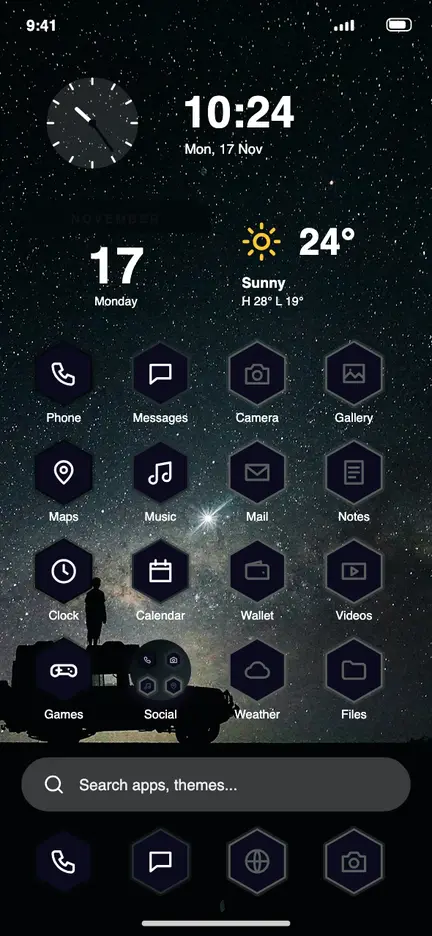 9:41
10:24
Mon, 17 Nov
NOVEMBER
17
Monday
24°
Sunny
H 28° L 19°
Phone Messages Camera Gallery
Maps Music Mail Notes
Clock Calendar Wallet Videos
Games Social Weather Files
Search apps, themes...